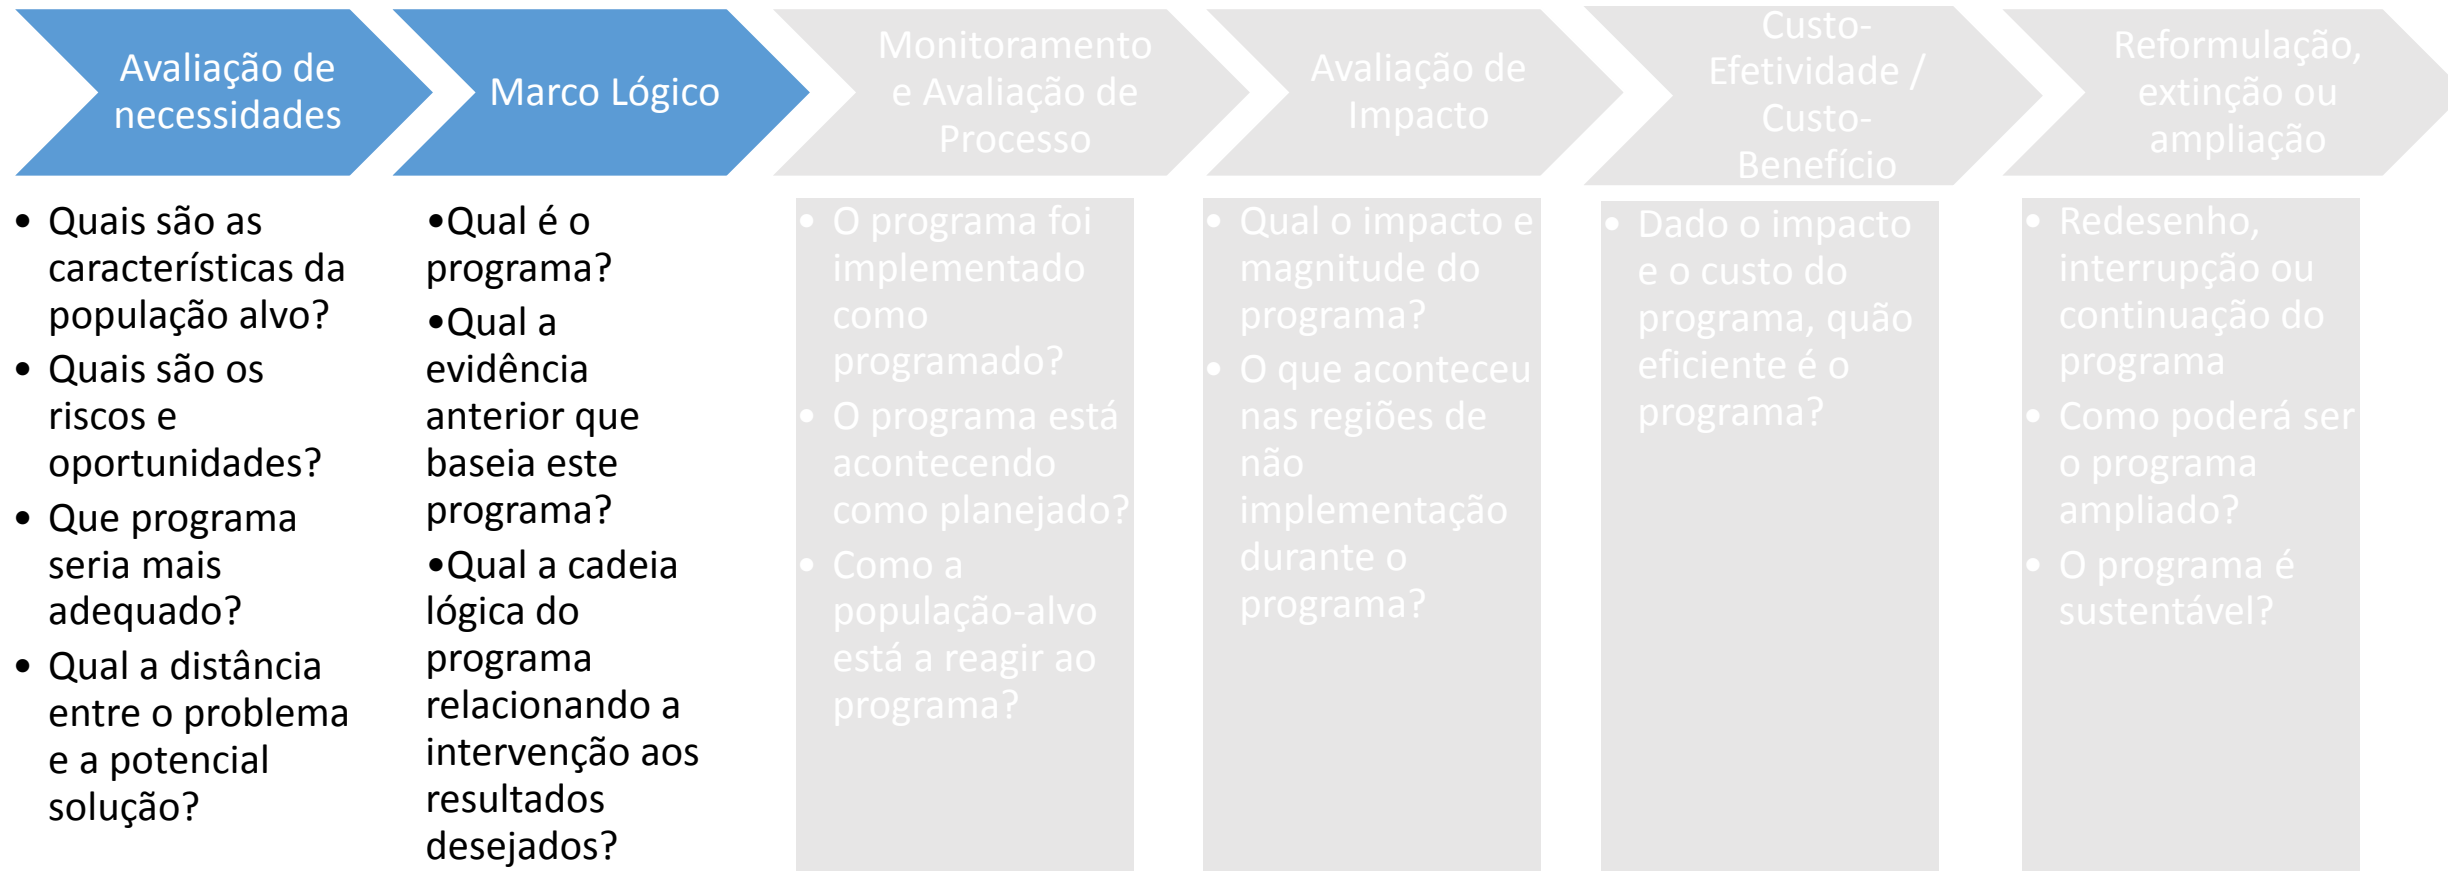 Avaliação de
necessidades
Marco Lógico
Monitoramento
e Avaliação de
Processo
Avaliação de
Impacto
Custo-
Efetividade /
Custo-
Benefício
Reformulação,
extinção ou
ampliação
• Quais são as
características da
população alvo?
• Quais são os
riscos e
oportunidades?
• Que programa
seria mais
adequado?
• Qual a distância
entre o problema
e a potencial
solução?
•Qual é o
programa?
•Qual a
evidência
anterior que
baseia este
programa?
•Qual a cadeia
lógica do
programa
relacionando a
intervenção aos
resultados
desejados?
• O programa foi
implementado
como
programado?
• O programa está
acontecendo
como planejado?
• Como a
população-alvo
está a reagir ao
programa?
• Qual o impacto e
magnitude do
programa?
• O que aconteceu
nas regiões de
não
implementação
durante o
programa?
• Dado o impacto
e o custo do
programa, quão
eficiente é o
programa?
• Redesenho,
interrupção ou
continuação do
programa
• Como poderá ser
o programa
ampliado?
• O programa é
sustentável?